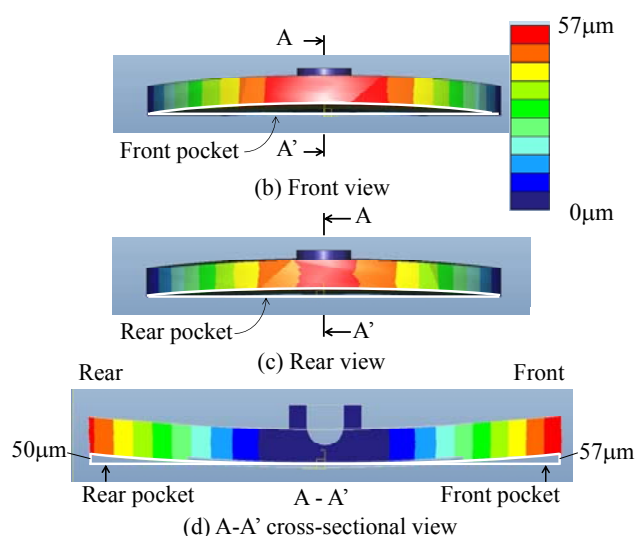 57μm
A
Front pocket
A'
(b) Front view
0μm
A
Rear pocket
A'
(c) Rear view
Rear
Front
50μm
57μm
Rear pocket
A - A'
Front pocket
(d) A-A' cross-sectional view